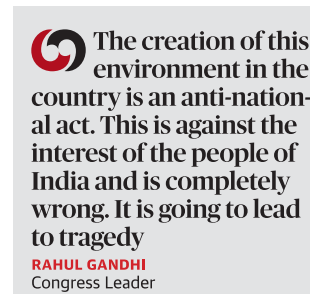 The creation of this
environment in the
country is an anti-nation-
al act. This is against the
interest of the people of
India and is completely
wrong. It is going to lead
to tragedy
RAHUL GANDHI
Congress Leader